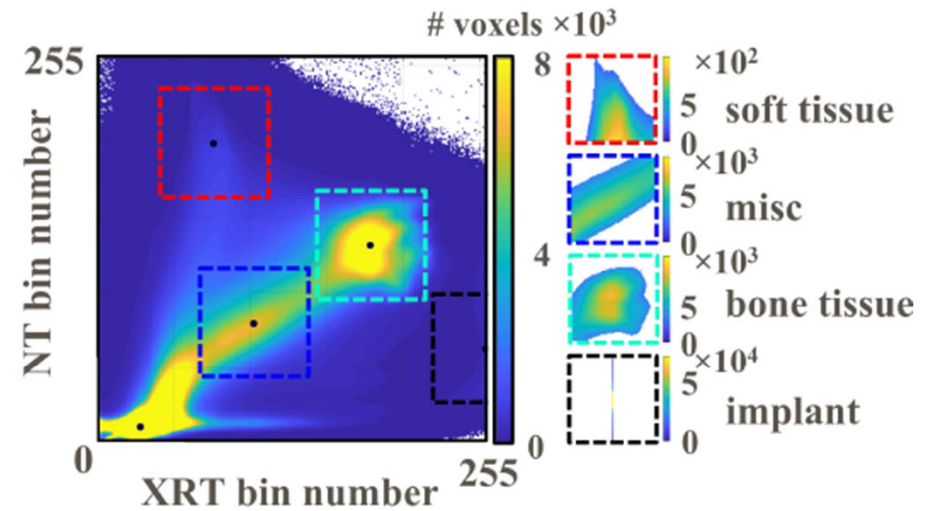 # voxels ×10³
255
8
4
0
NT bin number
0
255
XRT bin number
×10²
5
0
soft tissue
×10³
5
0
misc
×10³
5
0
bone tissue
×10⁴
5
0
implant